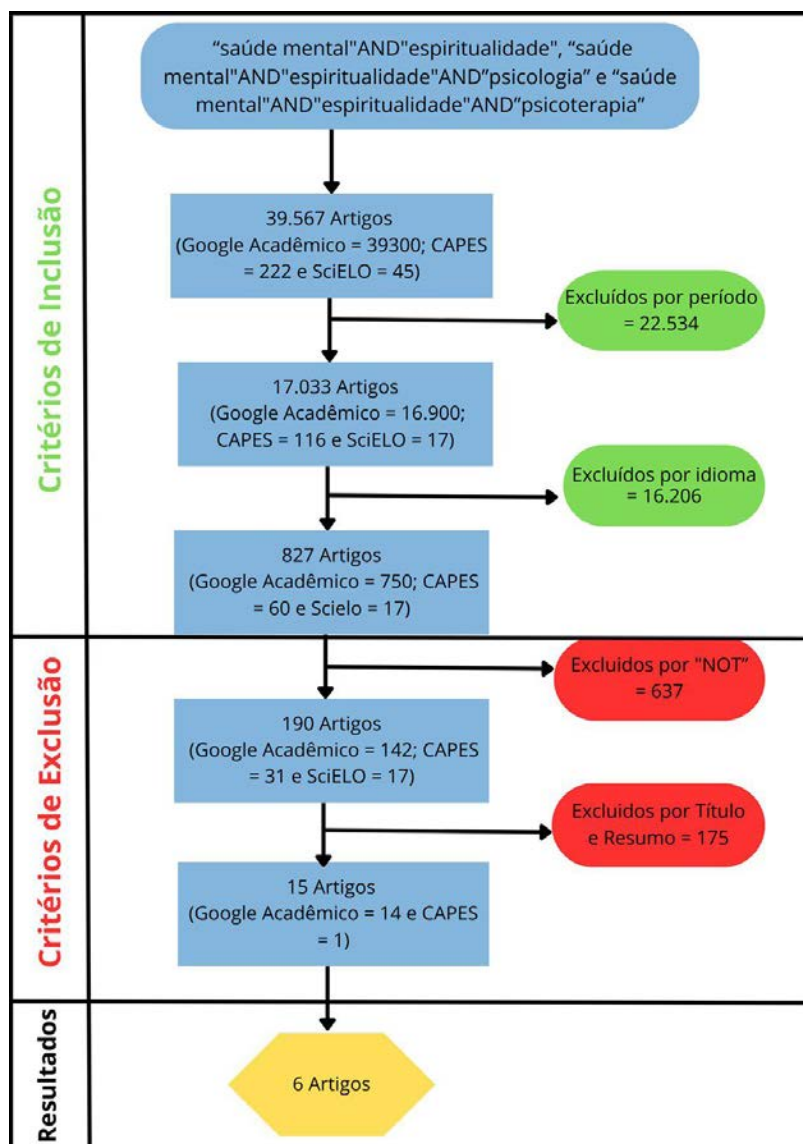 “saúde mental"AND"espiritualidade", “saúde
mental"AND"espiritualidade"AND”psicologia” e “saúde
mental"AND"espiritualidade"AND”psicoterapia”
Critérios de Inclusão
39.567 Artigos
(Google Acadêmico = 39300; CAPES
= 222 e SciELO = 45)
Excluídos por período
= 22.534
17.033 Artigos
(Google Acadêmico = 16.900;
CAPES = 116 e SciELO = 17)
Excluídos por idioma
= 16.206
827 Artigos
(Google Acadêmico = 750; CAPES
= 60 e Scielo = 17)
Critérios de Exclusão
Excluidos por "NOT”
= 637
190 Artigos
(Google Acadêmico = 142; CAPES
= 31 e SciELO = 17)
Excluidos por Título
e Resumo = 175
15 Artigos
(Google Acadêmico = 14 e CAPES
= 1)
Resultados
6 Artigos